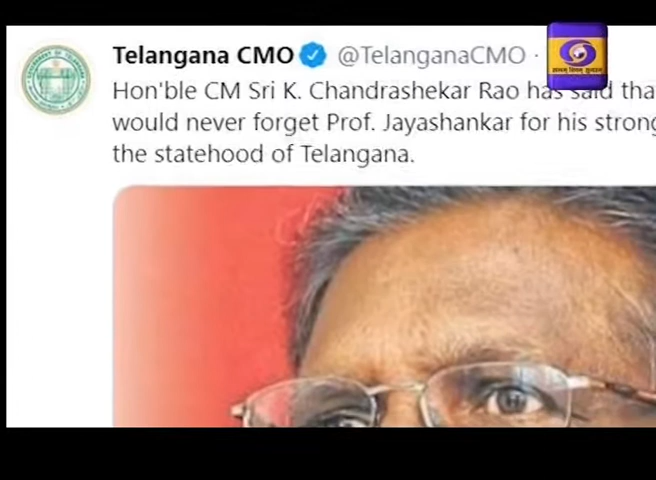 Telangana CMO @TelanganaCMO ·
Hon'ble CM Sri K. Chandrashekar Rao has said tha
would never forget Prof. Jayashankar for his strong
the statehood of Telangana.